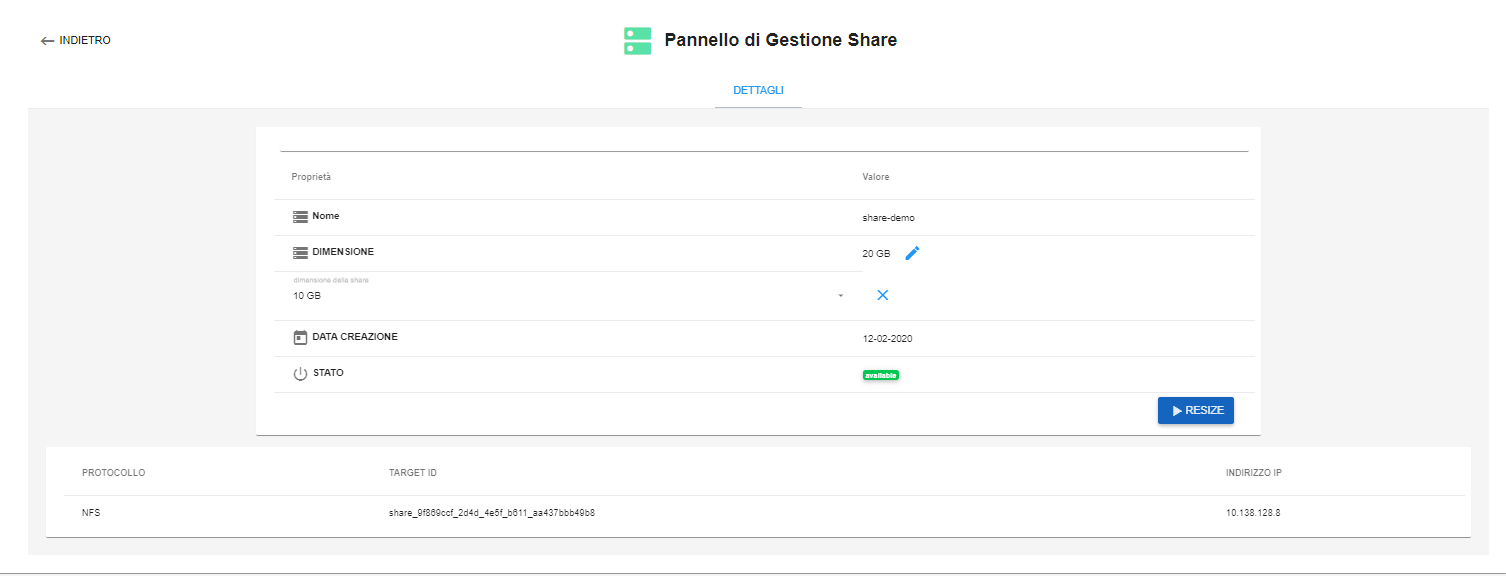 INDIETRO
Pannello di Gestione Share
DETTAGLI
Proprietà Valore
Nome share-demo
DIMENSIONE 20 GB
dimensione della share
10 GB
DATA CREAZIONE 12-02-2020
STATO available
RESIZE
PROTOCOLLO TARGET ID INDIRIZZO IP
NFS share_9f869ccf_2d4d_4e5f_b611_aa437bbb49b8 10.138.128.8